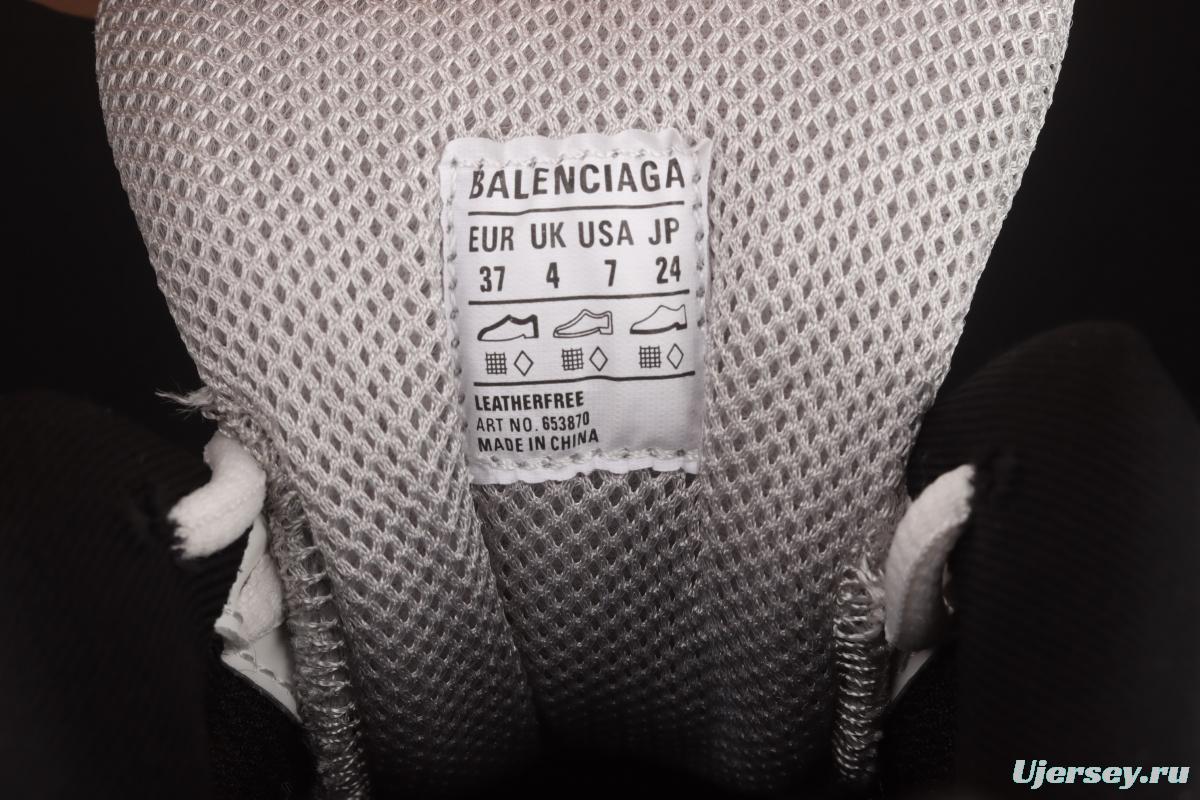 BALENCIAGA
EUR UK USA JP
37 4 7 24
LEATHERFREE
ART NO. 653870
MADE IN CHINA
Ujersey.ru